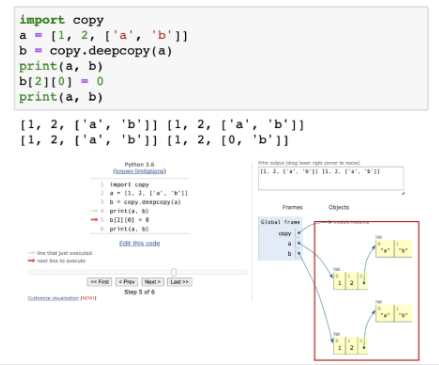 import copy
a = [1, 2, ['a', 'b']]
b = copy.deepcopy(a)
print(a, b)
b[2][0] = 0
print(a, b)
[1, 2, ['a', 'b']] [1, 2, ['a', 'b']]
[1, 2, ['a', 'b']] [1, 2, [0, 'b']]
Python 3.6
(known limitations)
1 import copy
2 a = [1, 2, ['a', 'b']]
3 b = copy.deepcopy(a)
4 print(a, b)
5 b[2][0] = 0
6 print(a, b)
Edit this code
line that just executed
next line to execute
<< First < Prev Next > Last >>
Step 5 of 6
Customize visualization (NEW!)
Print output (drag lower right corner to resize)
[1, 2, ['a', 'b']] [1, 2, ['a', 'b']]
Frames Objects
Global frame
copy
a
b
module instance
list
0 1
"a" "b"
list
0 1 2
1 2
list
0 1
"a" "b"
list
0 1 2
1 2